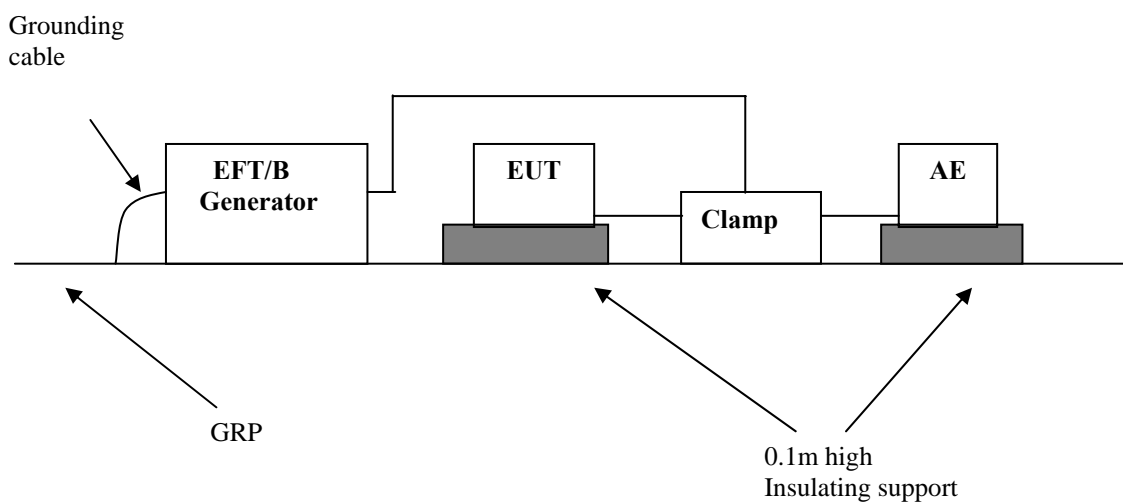 Grounding
cable
EFT/B
Generator
EUT
Clamp
AE
GRP
0.1m high
Insulating support